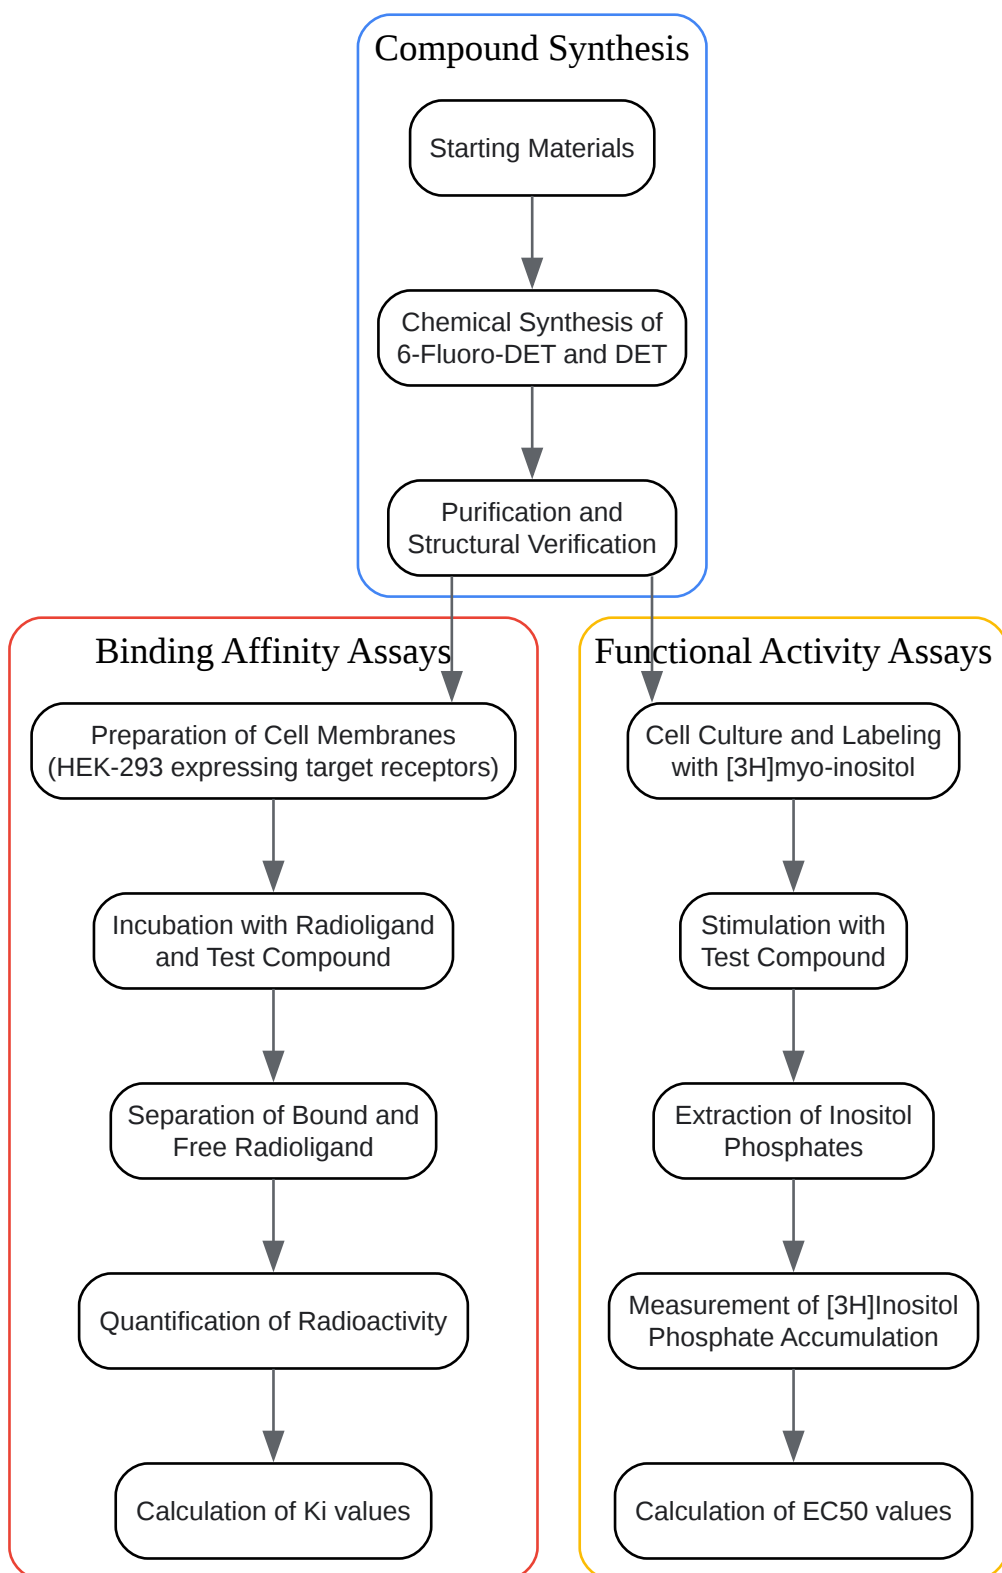 Compound Synthesis
Starting Materials
Chemical Synthesis of
6-Fluoro-DET and DET
Purification and
Structural Verification
Binding Affinity Assays
Preparation of Cell Membranes
(HEK-293 expressing target receptors)
Incubation with Radioligand
and Test Compound
Separation of Bound and
Free Radioligand
Quantification of Radioactivity
Calculation of Ki values
Functional Activity Assays
Cell Culture and Labeling
with [3H]myo-inositol
Stimulation with
Test Compound
Extraction of Inositol
Phosphates
Measurement of [3H]Inositol
Phosphate Accumulation
Calculation of EC50 values